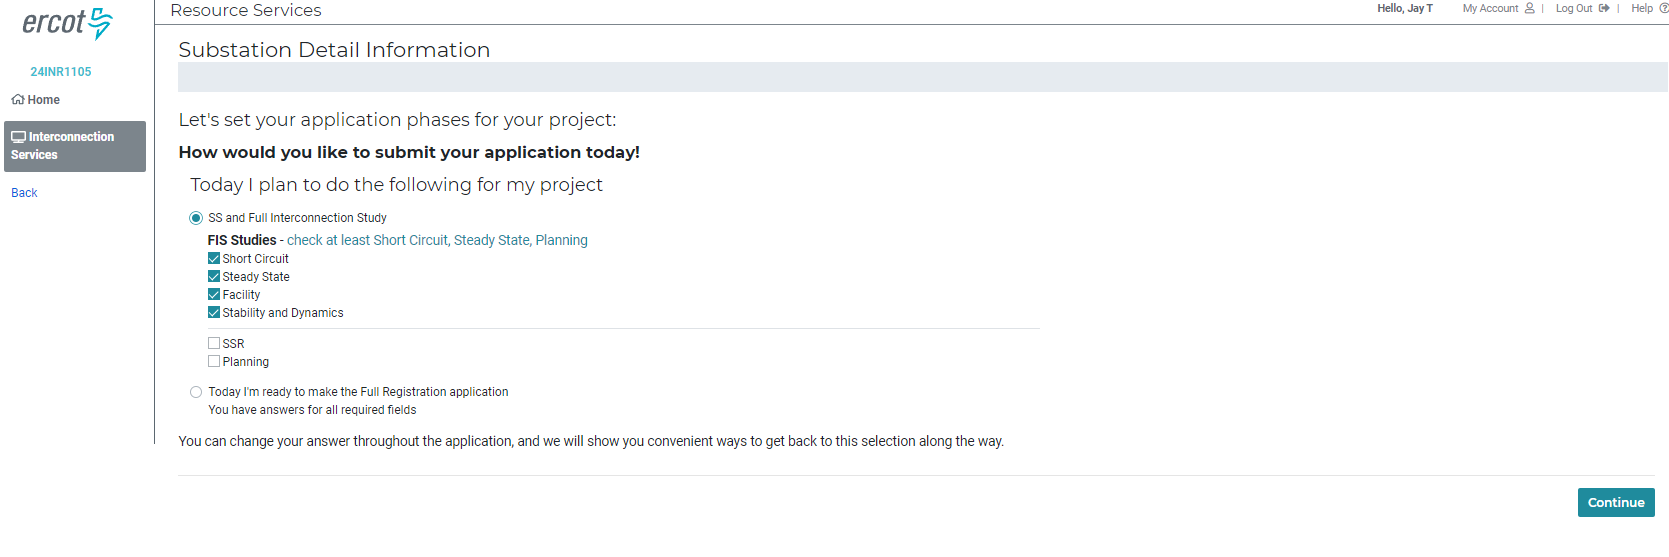 ercot
Resource Services
Hello, Jay T
My Account | Log Out | Help
24INR1105
Home
Interconnection
Services
Back
Substation Detail Information
Let's set your application phases for your project:
How would you like to submit your application today!
Today I plan to do the following for my project
SS and Full Interconnection Study
FIS Studies - check at least Short Circuit, Steady State, Planning
Short Circuit
Steady State
Facility
Stability and Dynamics
SSR
Planning
Today I'm ready to make the Full Registration application
You have answers for all required fields
You can change your answer throughout the application, and we will show you convenient ways to get back to this selection along the way.
Continue